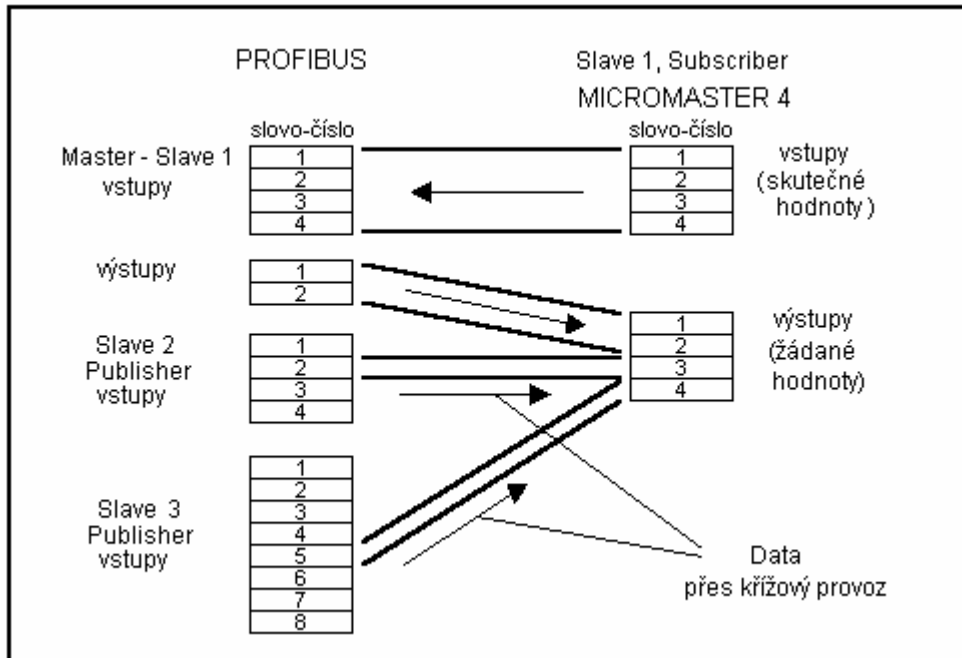 PROFIBUS
Slave 1, Subscriber
MICROMASTER 4
slovo-číslo
slovo-číslo
Master - Slave 1
vstupy
1
2
3
4
1
2
3
4
vstupy
(skutečné
hodnoty)
výstupy
1
2
1
2
3
4
výstupy
(žádané
hodnoty)
Slave 2
Publisher
vstupy
1
2
3
4
Slave 3
Publisher
vstupy
1
2
3
4
5
6
7
8
Data
přes křížový provoz